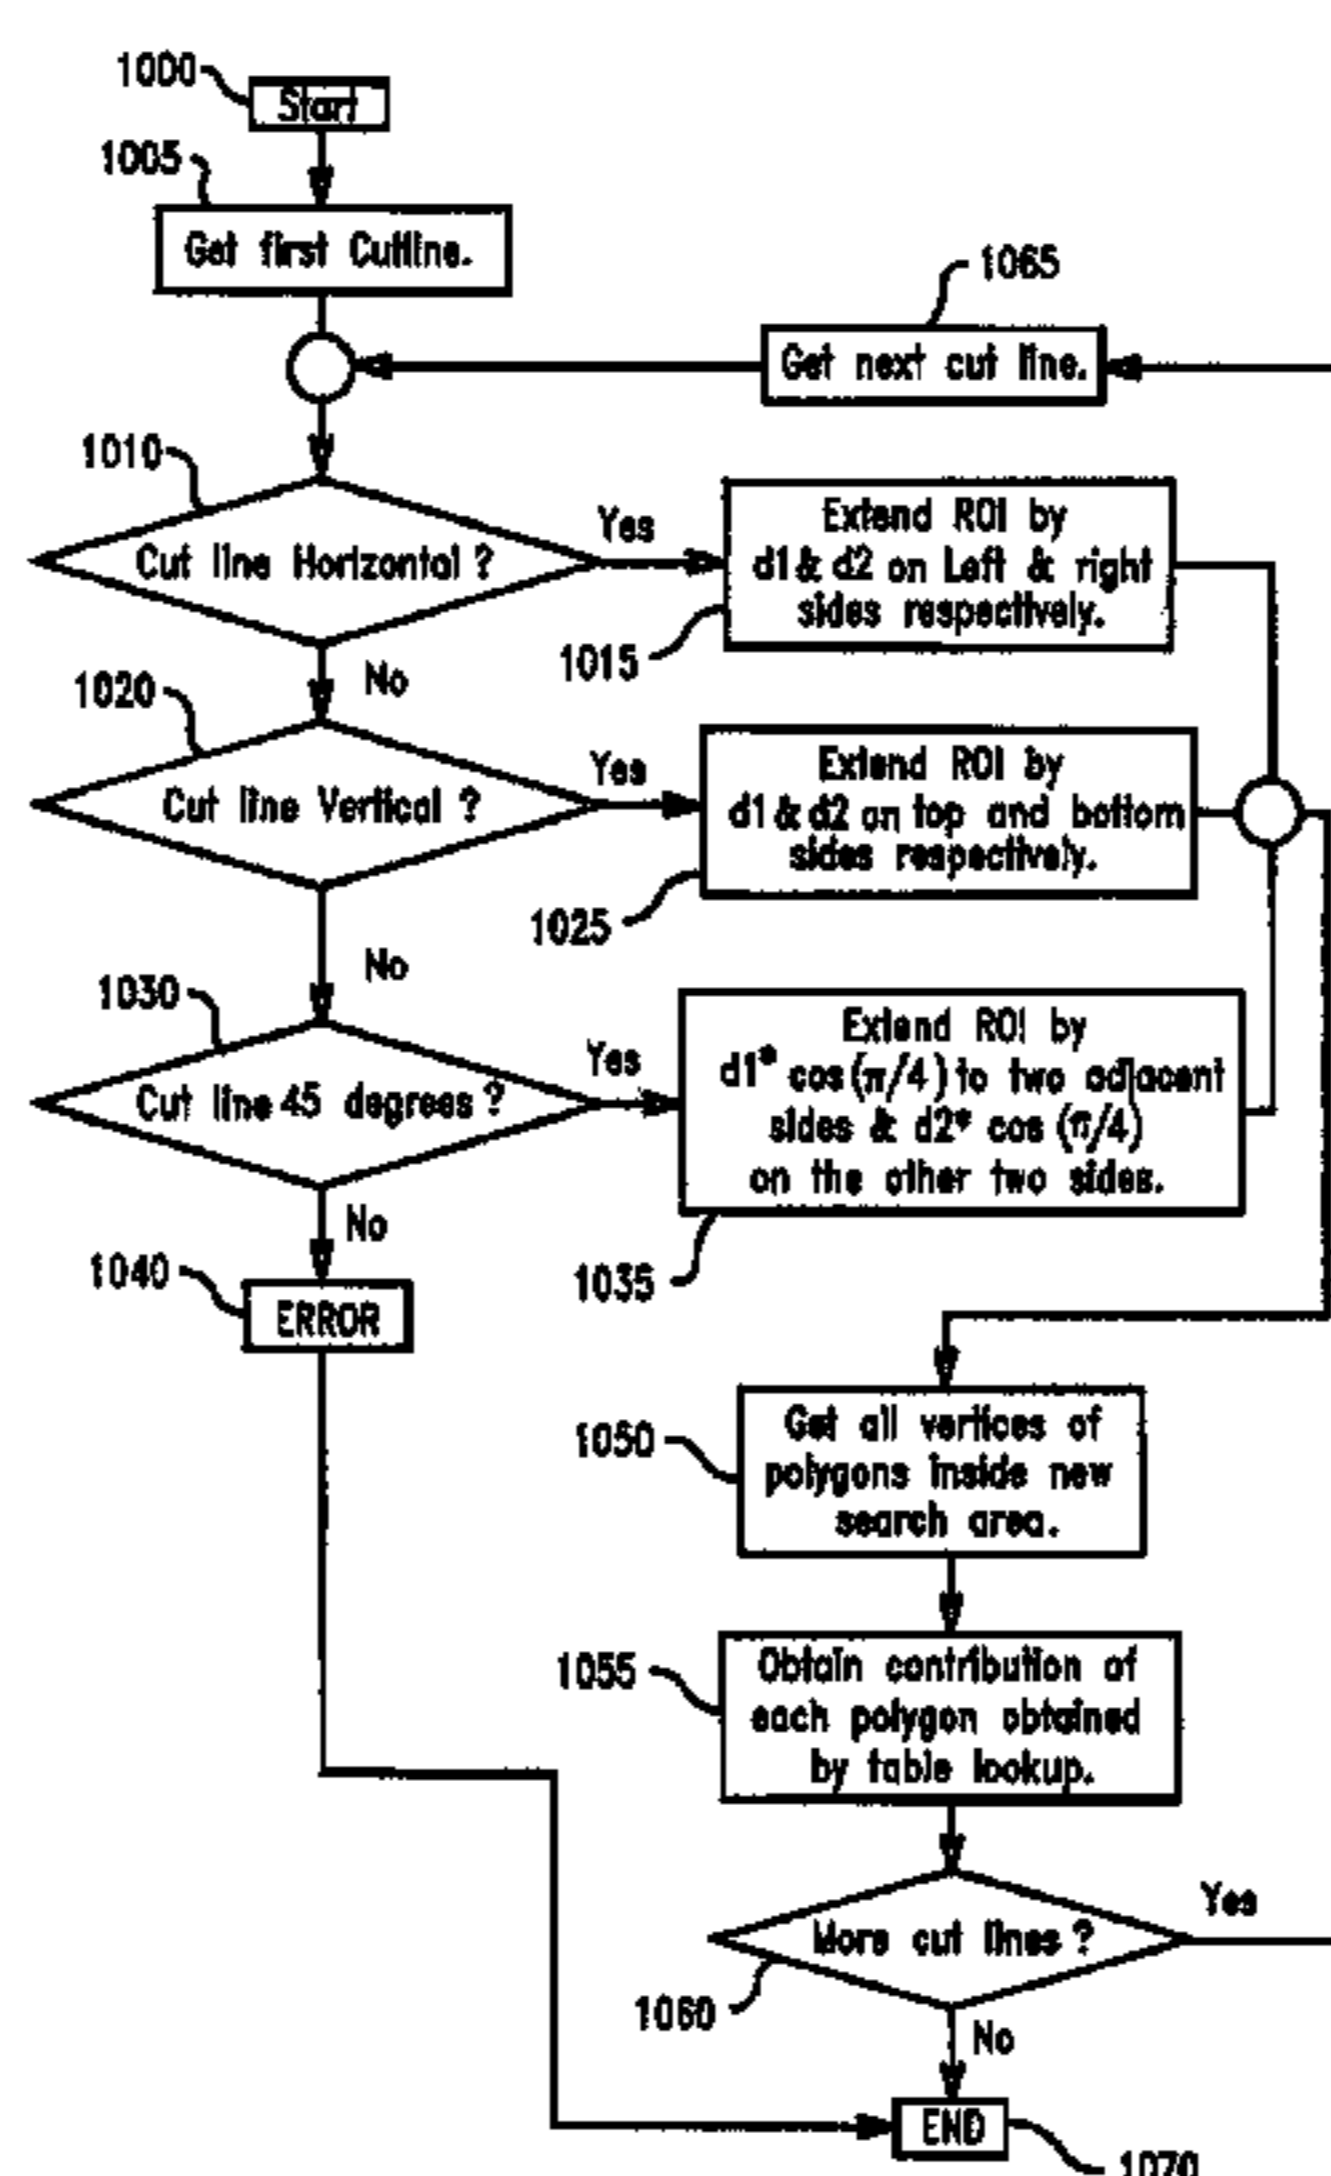 1000
Start
1005
Get first Cutline.
1065
Get next cut line.
1010
Cut line Horizontal ?
Yes
Extend ROI by
d1 & d2 on Left & right
sides respectively.
1015
No
1020
Cut line Vertical ?
Yes
Extend ROI by
d1 & d2 on top and bottom
sides respectively.
1025
No
1030
Cut line 45 degrees ?
Yes
Extend ROI by
d1* cos (π/4) to two adjacent
sides & d2* cos (π/4)
on the other two sides.
1035
No
1040
ERROR
1050
Get all vertices of
polygons inside new
search area.
1055
Obtain contribution of
each polygon obtained
by table lookup.
More cut lines ?
Yes
1060
No
END
1070